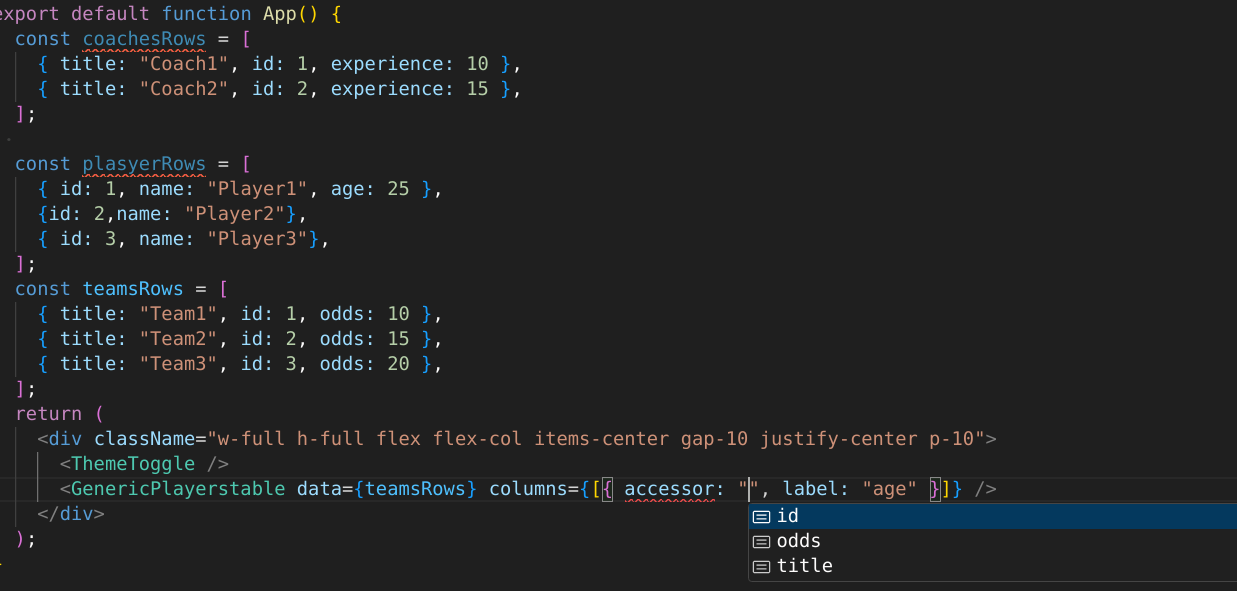 export default function App() {
const coachesRows = [
{ title: "Coach1", id: 1, experience: 10 },
{ title: "Coach2", id: 2, experience: 15 },
];
const plasyerRows = [
{ id: 1, name: "Player1", age: 25 },
{id: 2,name: "Player2"},
{ id: 3, name: "Player3"},
];
const teamsRows = [
{ title: "Team1", id: 1, odds: 10 },
{ title: "Team2", id: 2, odds: 15 },
{ title: "Team3", id: 3, odds: 20 },
];
return (
<div className="w-full h-full flex flex-col items-center gap-10 justify-center p-10">
<ThemeToggle />
<GenericPlayerstable data={teamsRows} columns={[{ accessor: "", label: "age" }]} />
</div>
);
id
odds
title